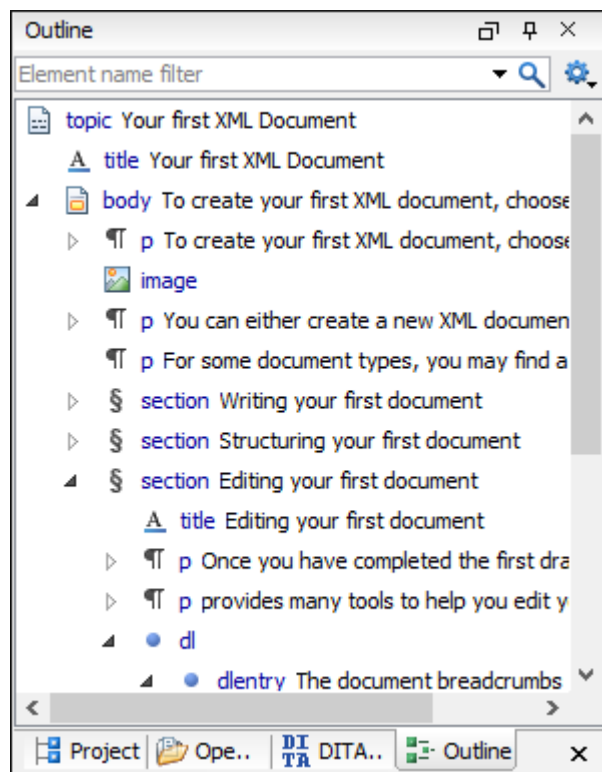 Outline
Element name filter
topic Your first XML Document
A title Your first XML Document
body To create your first XML document, choose
¶ p To create your first XML document, choose
image
¶ p You can either create a new XML documen
¶ p For some document types, you may find a
§ section Writing your first document
§ section Structuring your first document
§ section Editing your first document
A title Editing your first document
¶ p Once you have completed the first dra
¶ p provides many tools to help you edit y
dl
dlentry The document breadcrumbs
Project Ope.. DITA DITA.. Outline